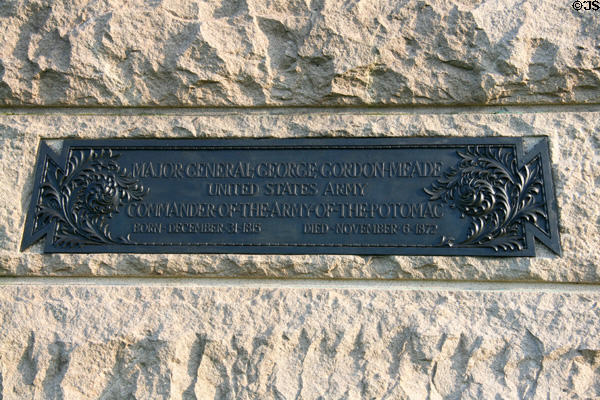 ©JS
MAJOR GENERAL GEORGE GORDON MEADE
UNITED STATES ARMY
COMMANDER OF THE ARMY OF THE POTOMAC
BORN DECEMBER 31 1815 DIED NOVEMBER 6 1872